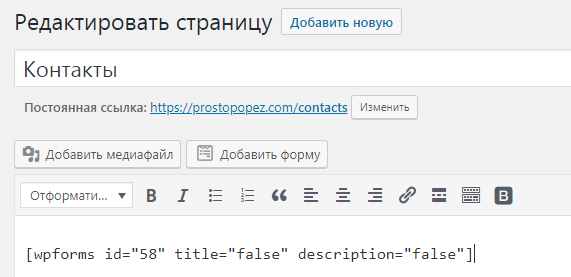 Редактировать страницу Добавить новую
Контакты
Постоянная ссылка: https://prostopopez.com/contacts Изменить
Добавить медиафайл Добавить форму
Отформати... B B
[wpforms id="58" title="false" description="false"]